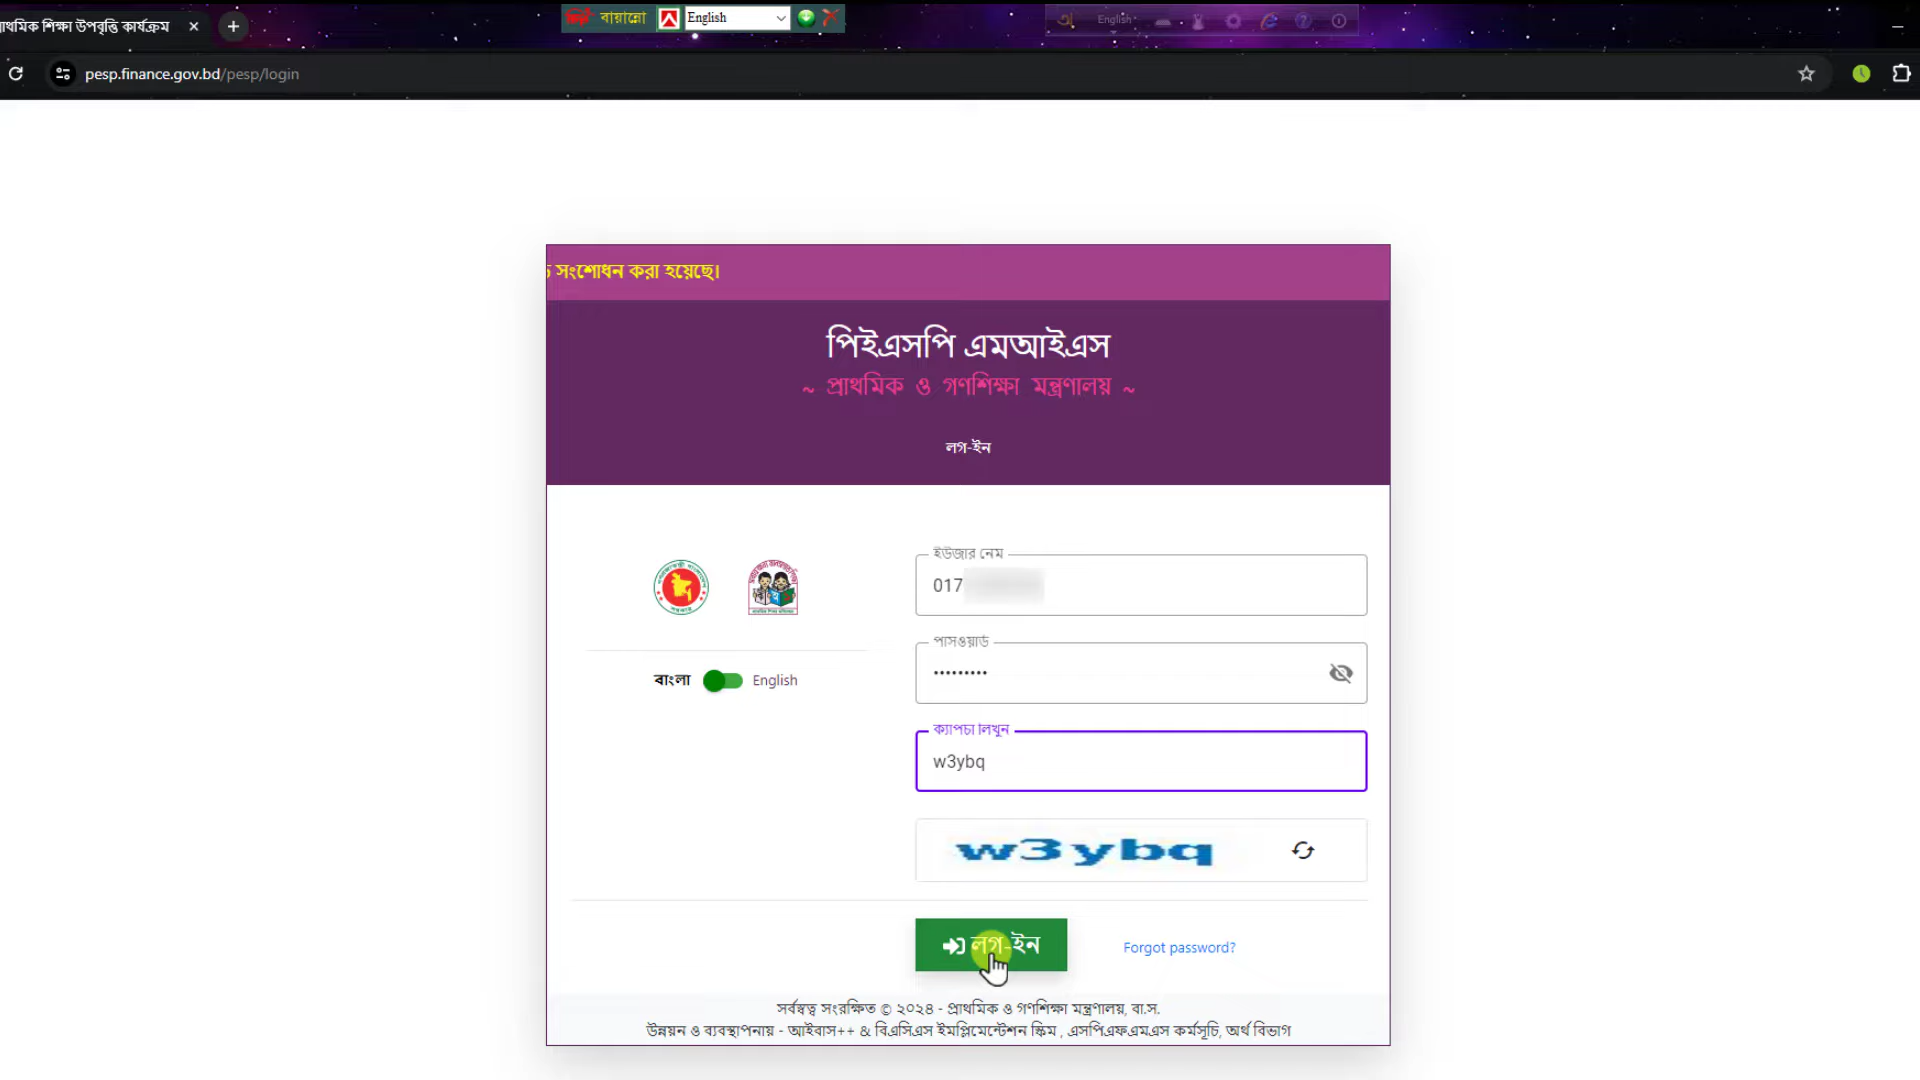 াথমিক শিক্ষা উপবৃত্তি কার্যক্রম
বায়ান্নো
English
English
pesp.finance.gov.bd/pesp/login
সংশোধন করা হয়েছে।
পিইএসপি এমআইএস
~ প্রাথমিক ও গণশিক্ষা মন্ত্রণালয় ~
লগ-ইন
ইউজার নেম
017
পাসওয়ার্ড
•••••••••
বাংলা English
ক্যাপচা লিখুন
w3ybq
w3ybq
লগ-ইন
Forgot password?
সর্বস্বত্ব সংরক্ষিত © ২০২৪ - প্রাথমিক ও গণশিক্ষা মন্ত্রণালয়, বা.স.
উন্নয়ন ও ব্যবস্থাপনায় - আইবাস++ & বিএসিএস ইমপ্লিমেন্টেশন স্কিম , এসপিএফএমএস কর্মসূচি, অর্থ বিভাগ